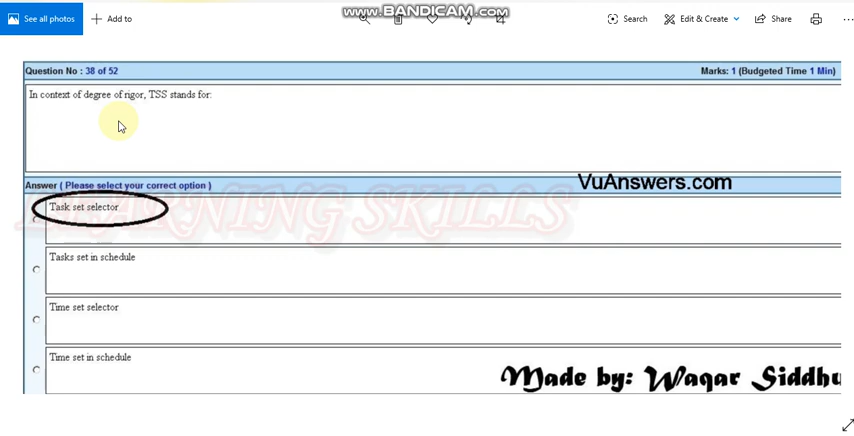 www.BANDICAM.com
See all photos
Add to
Search
Edit & Create
Share
Question No : 38 of 52
Marks: 1 (Budgeted Time 1 Min)
In context of degree of rigor, TSS stands for:
Answer ( Please select your correct option )
VuAnswers.com
LEARNING SKILLS
Task set selector
Tasks set in schedule
Time set selector
Time set in schedule
Made by: Waqar Siddhu